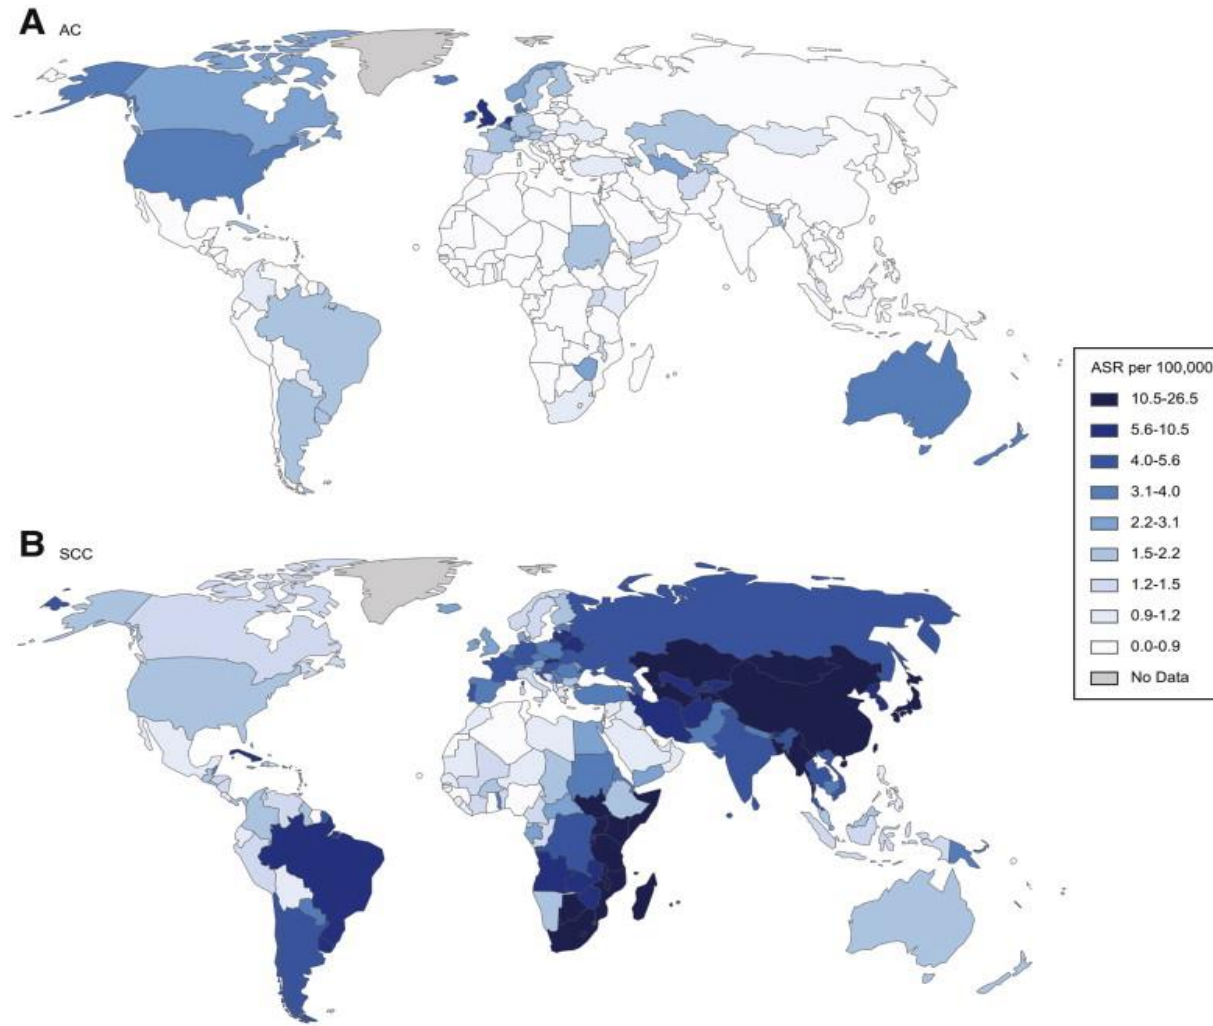 A AC
ASR per 100,000
10.5-26.5
5.6-10.5
4.0-5.6
3.1-4.0
2.2-3.1
1.5-2.2
1.2-1.5
0.9-1.2
0.0-0.9
No Data
B SCC